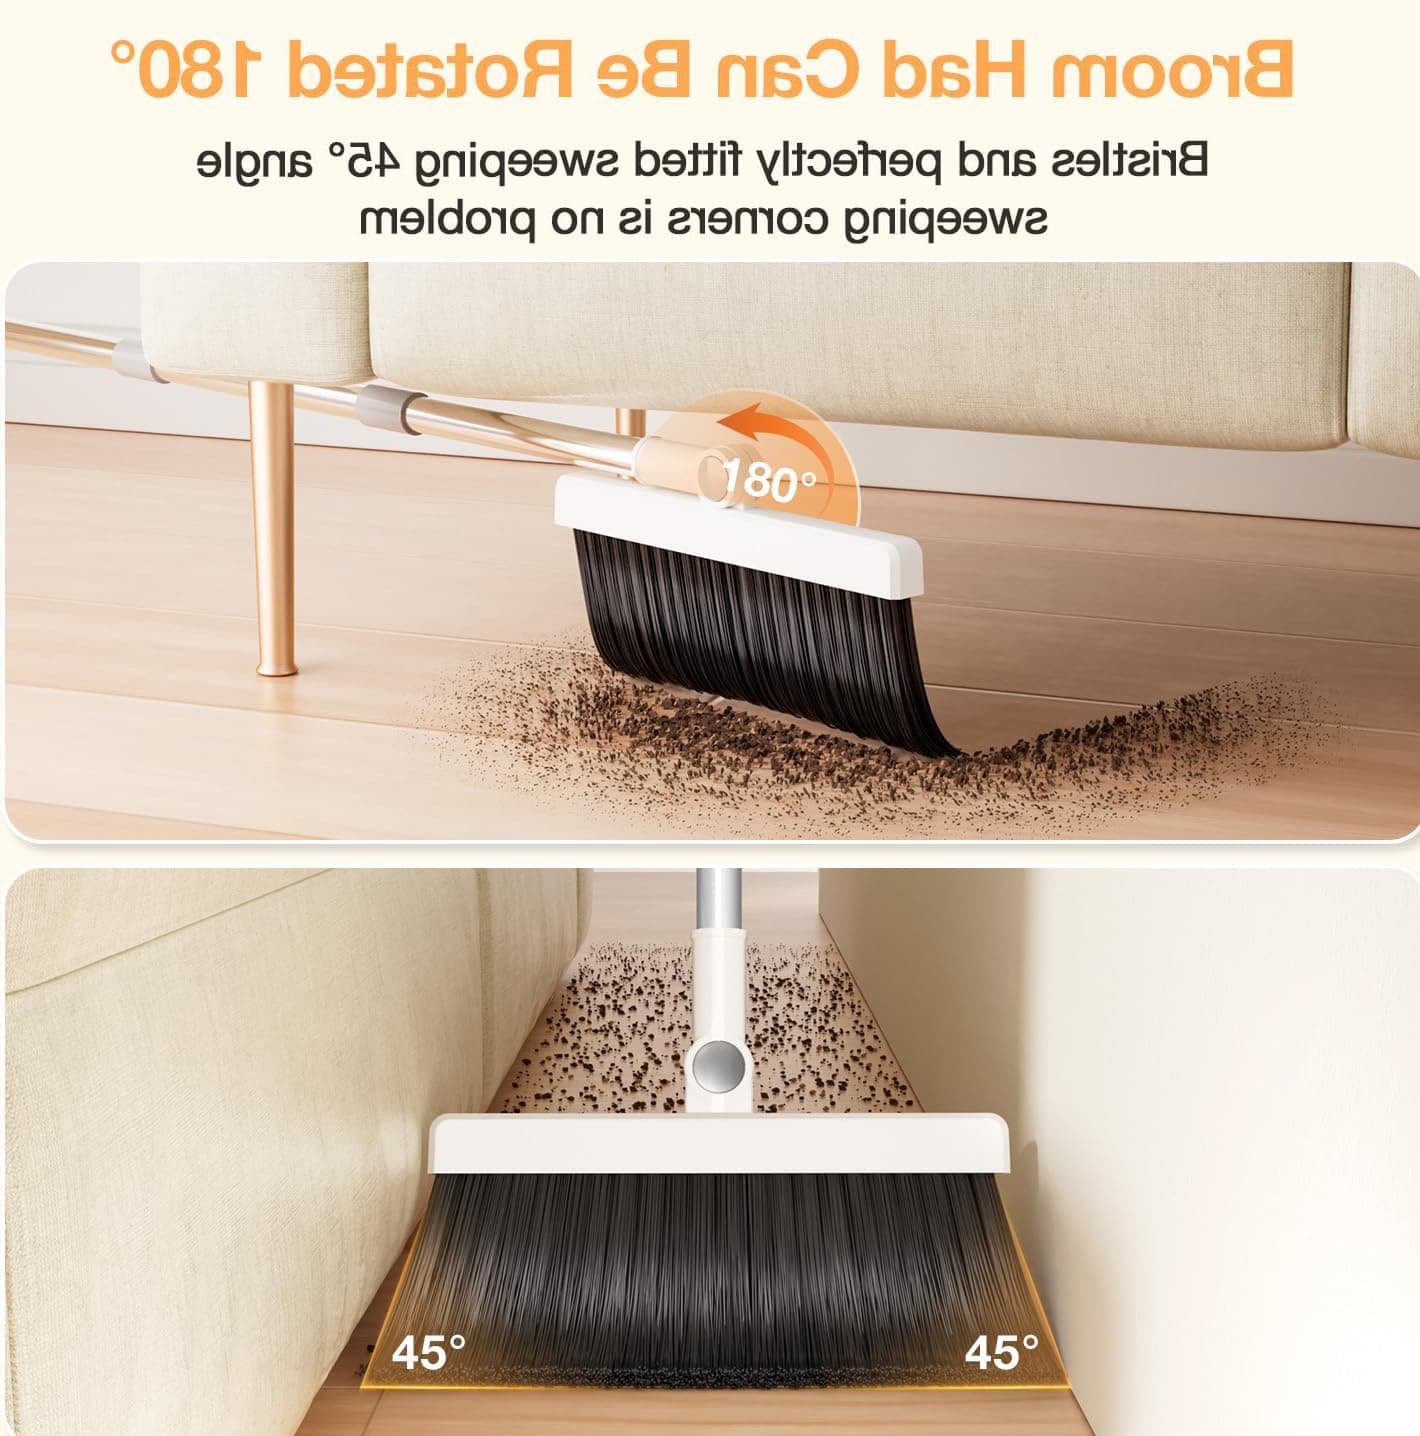 Broom Had Can Be Rotated 180°
Bristles and perfectly fitted sweeping 45° angle
sweeping corners is no problem
180°
45°
45°